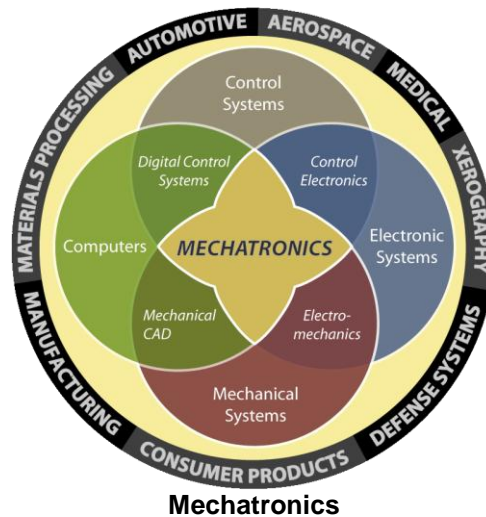 AUTOMOTIVE
AEROSPACE
MEDICAL
XEROGRAPHY
DEFENSE SYSTEMS
CONSUMER PRODUCTS
MANUFACTURING
MATERIALS PROCESSING
Control
Systems
Digital Control
Systems
Control
Electronics
Computers
MECHATRONICS
Electronic
Systems
Mechanical
CAD
Electro-
mechanics
Mechanical
Systems
Mechatronics